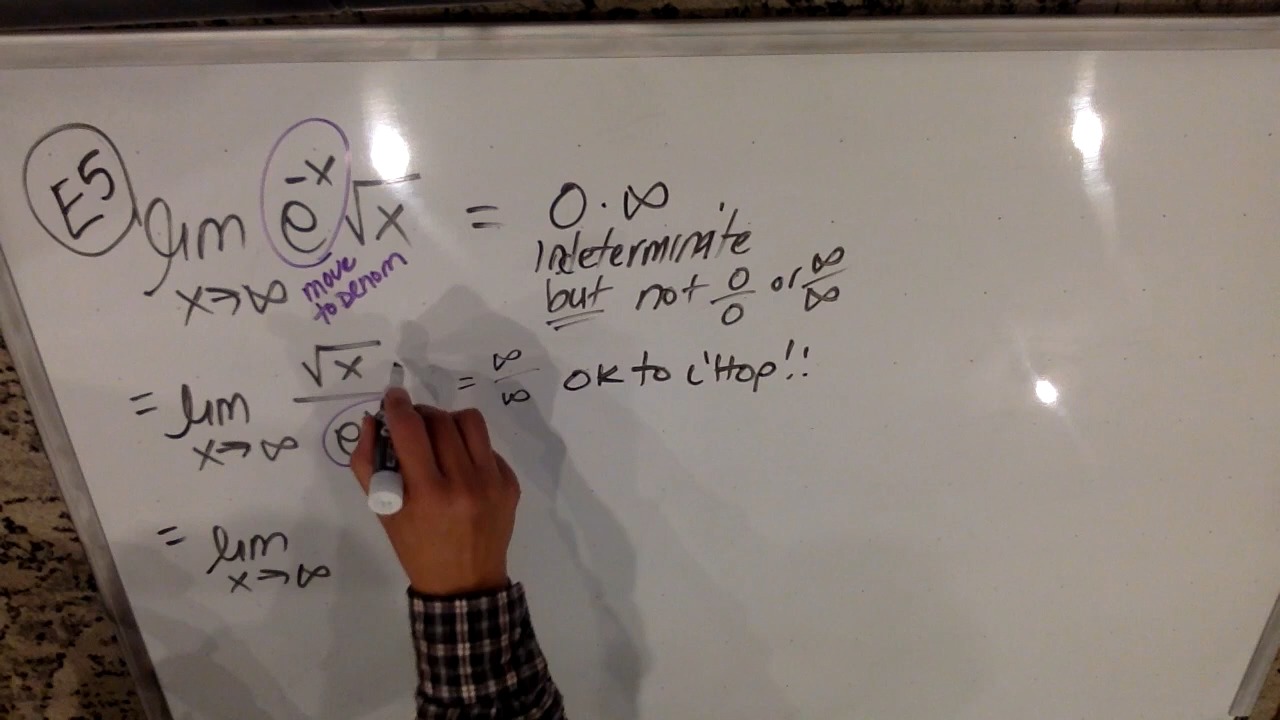 E5 lim e^-x √x = 0·∞
x→∞
move to Denom
Indeterminate
but not 0/0 or ∞/∞
= lim √x / e = ∞/∞ OK to L'Hop!!
x→∞
= lim
x→∞